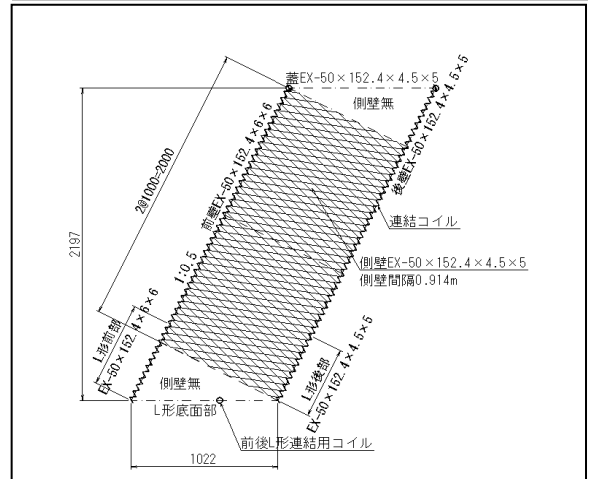 蓋EX-50×152.4×4.5×5
側壁無
後壁EX-50×152.4×4.5×5
2@1000=2000
前壁EX-50×152.4×6×6
2197
連結コイル
側壁EX-50×152.4×4.5×5
側壁間隔0.914m
1:0.5
L形前部
EX-50×152.4×6×6
L形後部
EX-50×152.4×4.5×5
側壁無
L形底面部
前後L形連結用コイル
1022